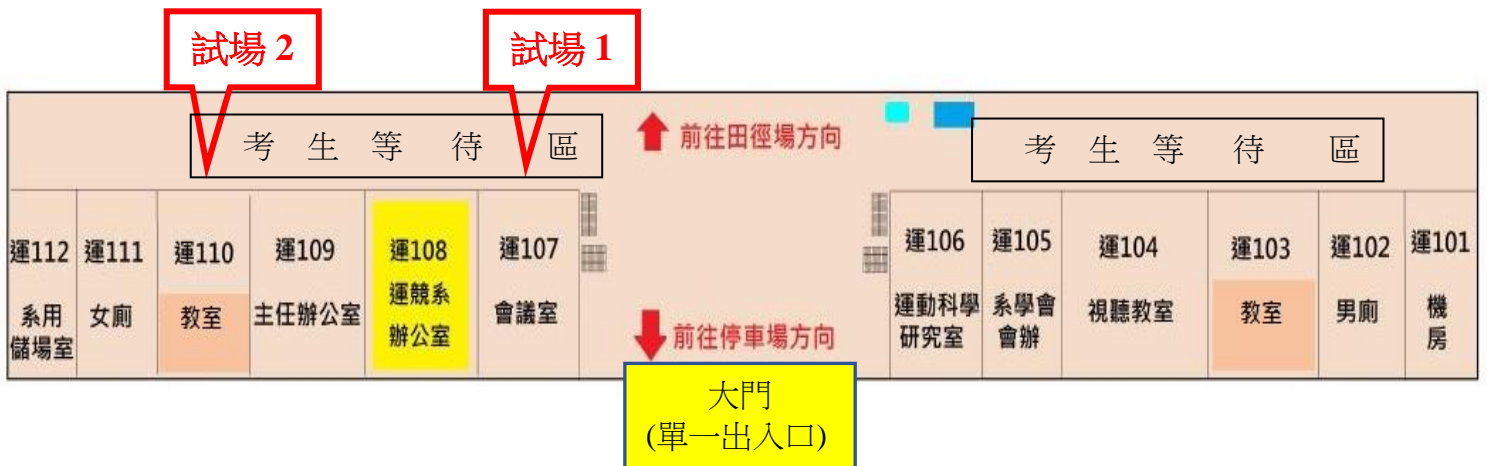 試場 2
試場 1
考 生 等 待 區
前往田徑場方向
考 生 等 待 區
運112
系用
儲場室
運111
女廁
運110
教室
運109
主任辦公室
運108
運競系
辦公室
運107
會議室
前往停車場方向
運106
運動科學
研究室
運105
系學會
會辦
運104
視聽教室
運103
教室
運102
男廁
運101
機
房
大門
(單一出入口)